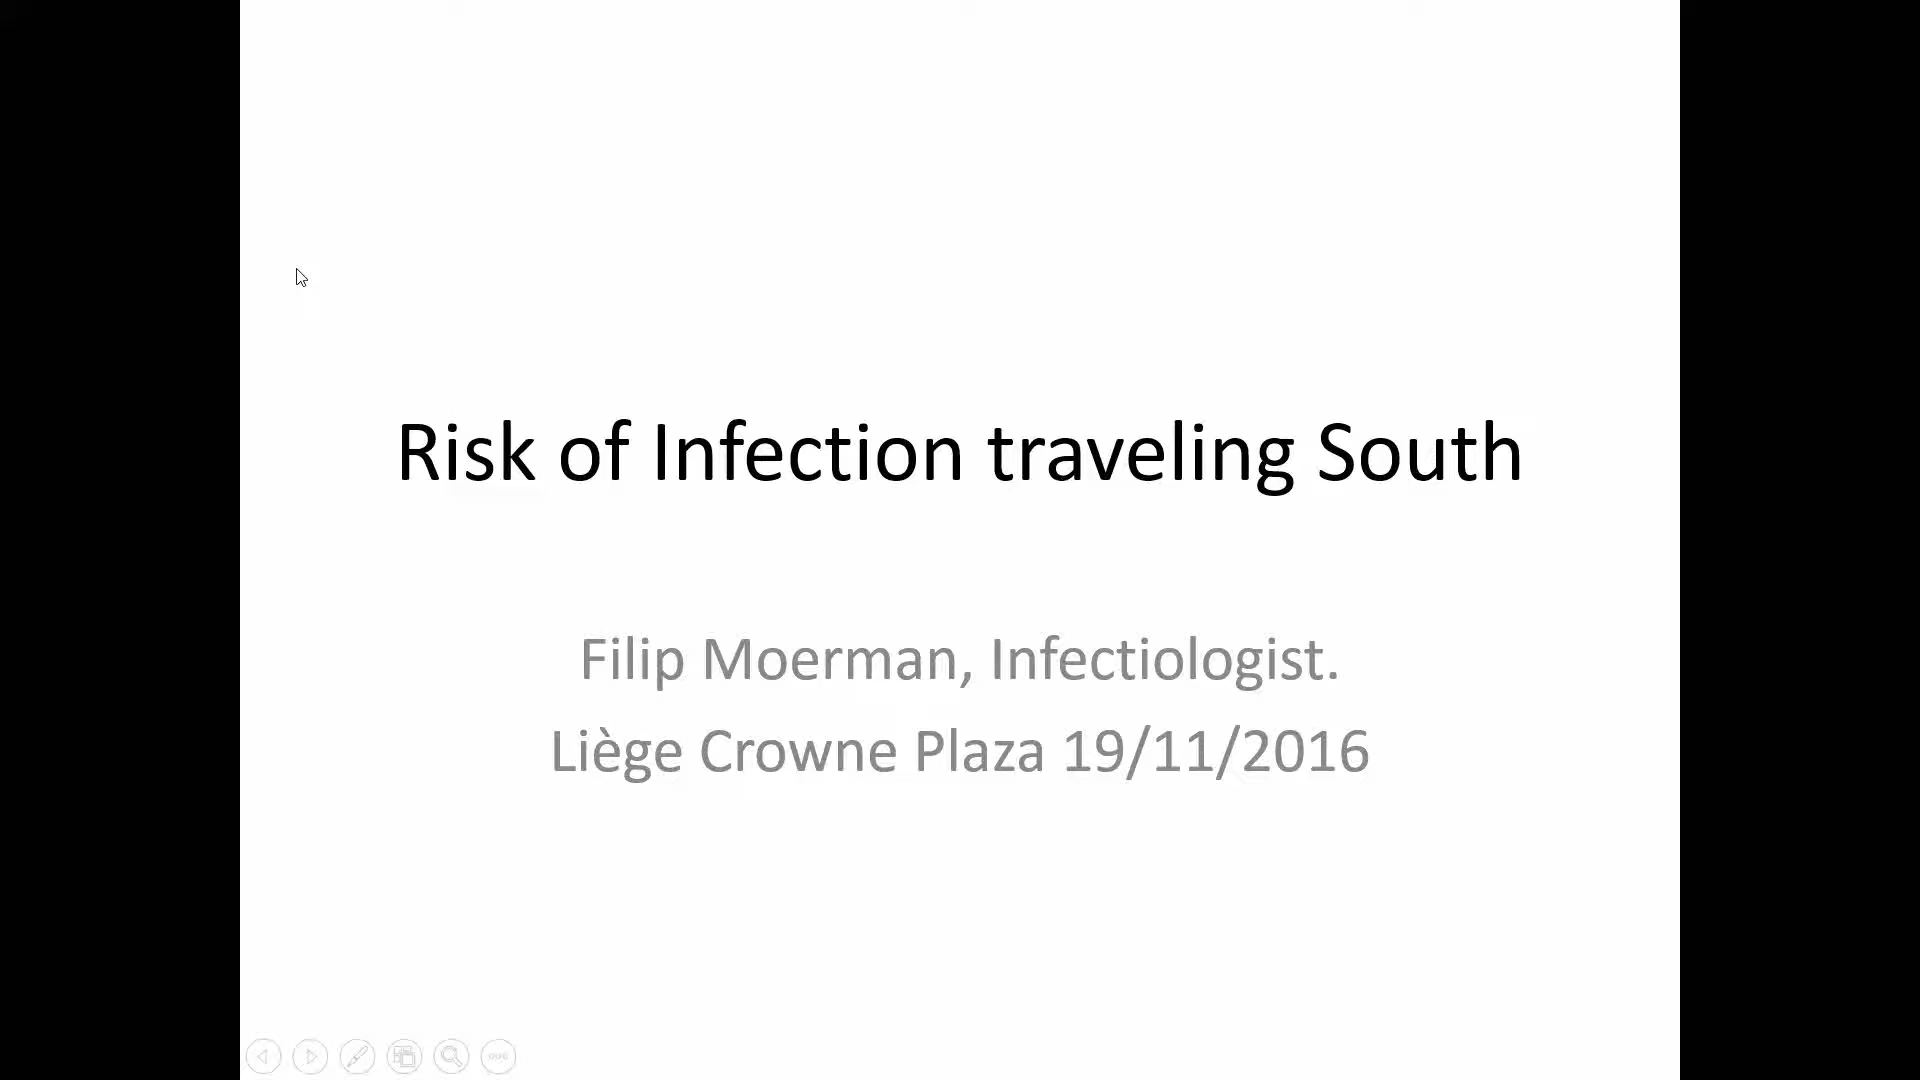 Risk of Infection traveling South
Filip Moerman, Infectiologist.
Liège Crowne Plaza 19/11/2016